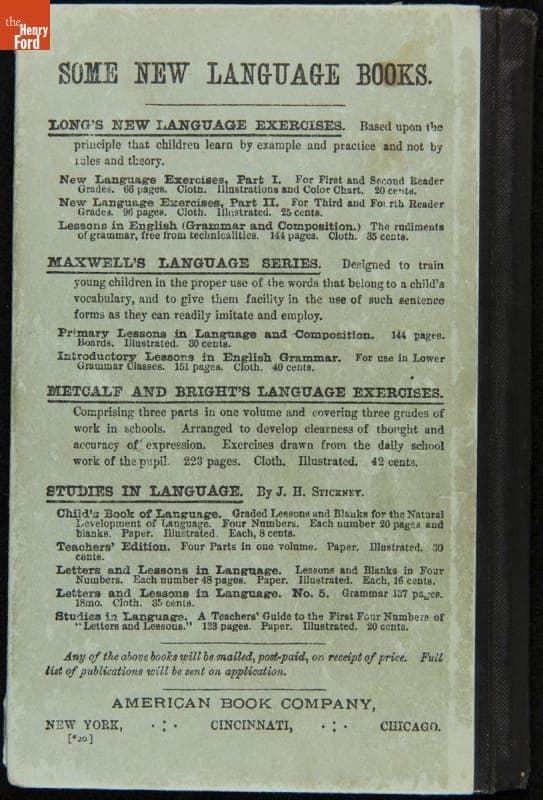 the
Henry
Ford
SOME NEW LANGUAGE BOOKS.
LONG'S NEW LANGUAGE EXERCISES. Based upon the
principle that children learn by example and practice and not by
rules and theory.
New Language Exercises, Part I. For First and Second Reader
Grades. 66 pages. Cloth. Illustrations and Color Chart. 20 cents.
New Language Exercises, Part II. For Third and Fourth Reader
Grades. 96 pages. Cloth. Illustrated. 25 cents.
Lessons in English (Grammar and Composition.) The rudiments
of grammar, free from technicalities. 144 pages. Cloth. 35 cents.
MAXWELL'S LANGUAGE SERIES. Designed to train
young children in the proper use of the words that belong to a child's
vocabulary, and to give them facility in the use of such sentence
forms as they can readily imitate and employ.
Primary Lessons in Language and Composition. 144 pages.
Boards. Illustrated. 30 cents.
Introductory Lessons in English Grammar. For use in Lower
Grammar Classes. 151 pages. Cloth. 40 cents.
METCALF AND BRIGHT'S LANGUAGE EXERCISES.
Comprising three parts in one volume and covering three grades of
work in schools. Arranged to develop clearness of thought and
accuracy of expression. Exercises drawn from the daily school
work of the pupil. 223 pages. Cloth. Illustrated. 42 cents.
STUDIES IN LANGUAGE. By J. H. STICKNEY.
Child's Book of Language. Graded Lessons and Blanks for the Natural
Development of Language. Four Numbers. Each number 20 pages and
blanks. Paper. Illustrated. Each, 8 cents.
Teachers' Edition. Four Parts in one volume. Paper. Illustrated. 30
cents.
Letters and Lessons in Language. Lessons and Blanks in Four
Numbers. Each number 48 pages. Paper. Illustrated. Each, 16 cents.
Letters and Lessons in Language. No. 5. Grammar 137 pages.
18mo. Cloth. 35 cents.
Studies in Language. A Teachers' Guide to the First Four Numbers of
"Letters and Lessons." 123 pages. Paper. Illustrated. 20 cents.
Any of the above books will be mailed, post-paid, on receipt of price. Full
list of publications will be sent on application.
AMERICAN BOOK COMPANY,
NEW YORK, · : · CINCINNATI, · : · CHICAGO.
[*20]